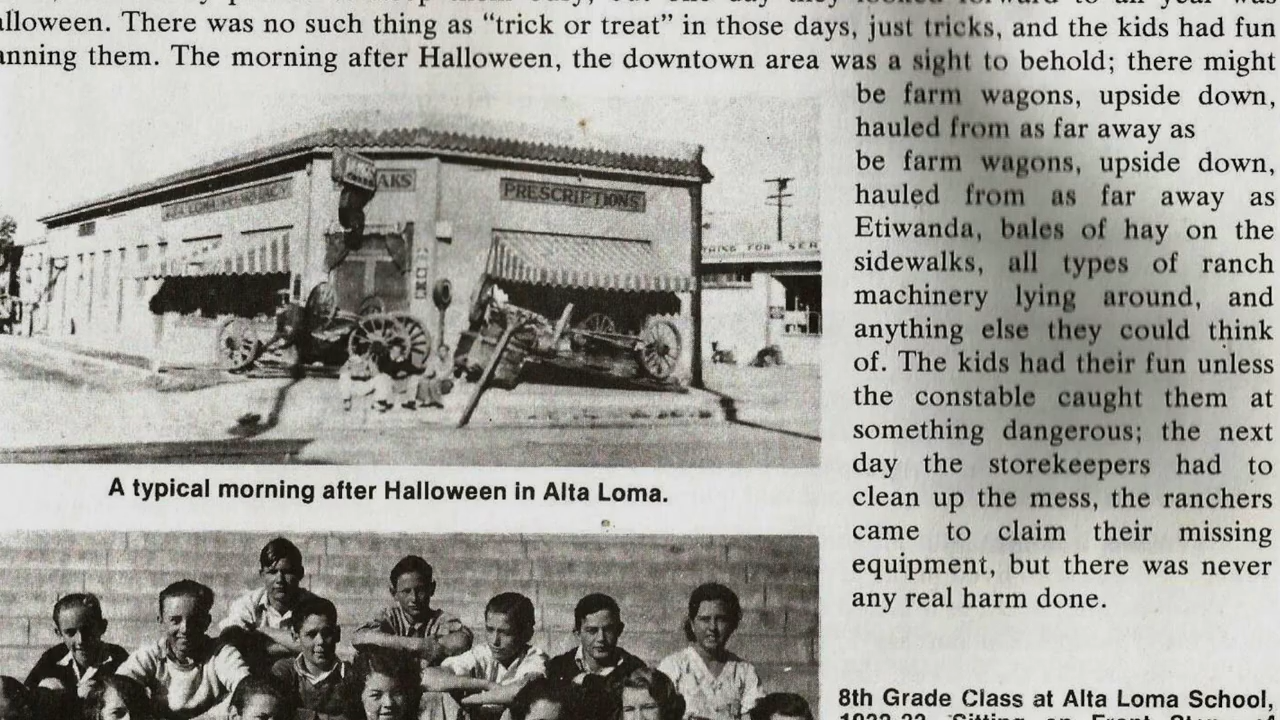 alloween. There was no such thing as “trick or treat” in those days, just tricks, and the kids had fun
anning them. The morning after Halloween, the downtown area was a sight to behold; there might
be farm wagons, upside down,
hauled from as far away as
be farm wagons, upside down,
hauled from as far away as
Etiwanda, bales of hay on the
sidewalks, all types of ranch
machinery lying around, and
anything else they could think
of. The kids had their fun unless
the constable caught them at
something dangerous; the next
day the storekeepers had to
clean up the mess, the ranchers
came to claim their missing
equipment, but there was never
any real harm done.
AKS
PRESCRIPTIONS
FOR
A typical morning after Halloween in Alta Loma.
8th Grade Class at Alta Loma School,